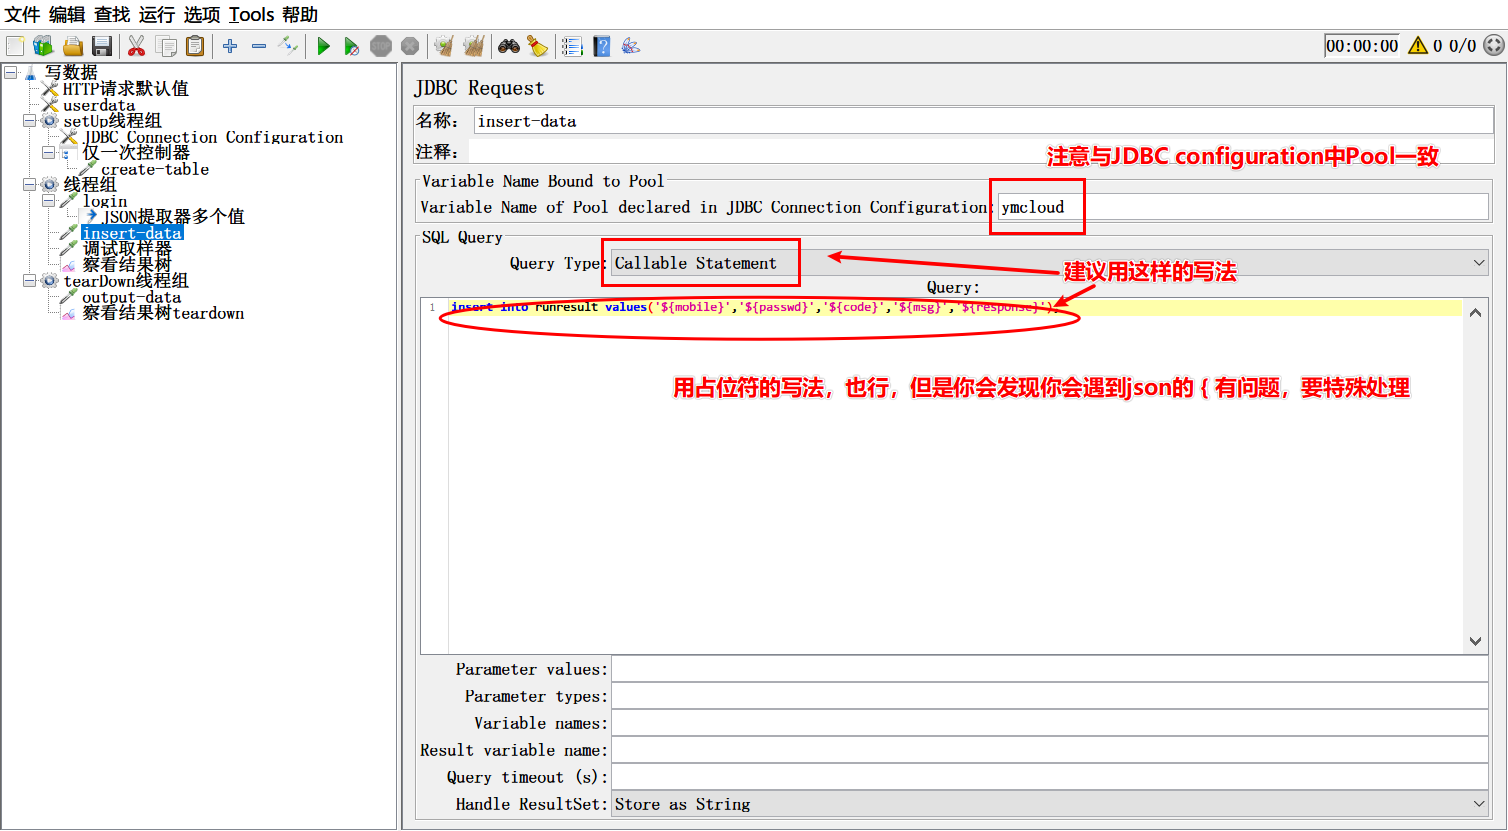 文件 编辑 查找 运行 选项 Tools 帮助
00:00:00 0 0/0
写数据
HTTP请求默认值
userdata
setUp线程组
JDBC Connection Configuration
仅一次控制器
create-table
线程组
login
JSON提取器多个值
insert-data
调试取样器
察看结果树
tearDown线程组
output-data
察看结果树teardown
JDBC Request
名称： insert-data
注释：
注意与JDBC configuration中Pool一致
Variable Name Bound to Pool
Variable Name of Pool declared in JDBC Connection Configuration: ymcloud
SQL Query
Query Type: Callable Statement
建议用这样的写法
Query:
1 insert into runresult values('${mobile}','${passwd}','${code}','${msg}','${response}');
用占位符的写法，也行，但是你会发现你会遇到json的 { 有问题，要特殊处理
Parameter values:
Parameter types:
Variable names:
Result variable name:
Query timeout (s):
Handle ResultSet: Store as String